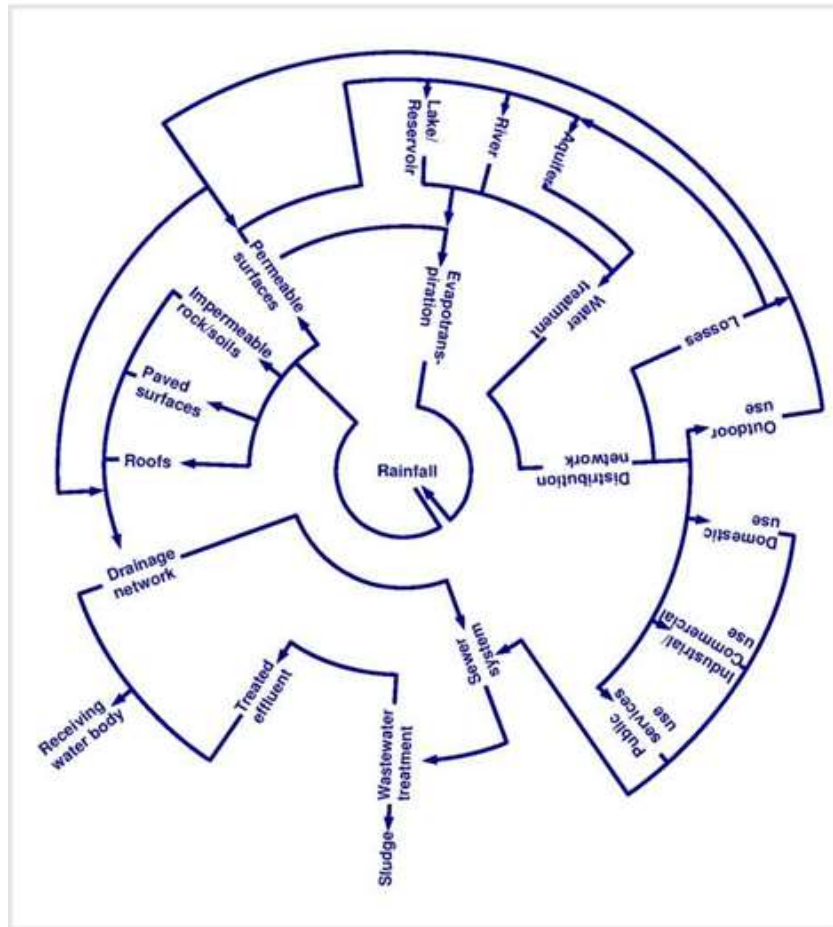 Lake/
Reservoir
River
Aquifer
Permeable
surfaces
Evapotrans-
piration
Water
treatment
Impermeable
rock/soils
Losses
Paved
surfaces
Outdoor
use
Roofs
Rainfall
Distribution
network
Domestic
use
Drainage
network
Sewer
system
Industrial/
Commercial
use
Public
services
use
Treated
effluent
Receiving
water body
Wastewater
treatment
Sludge